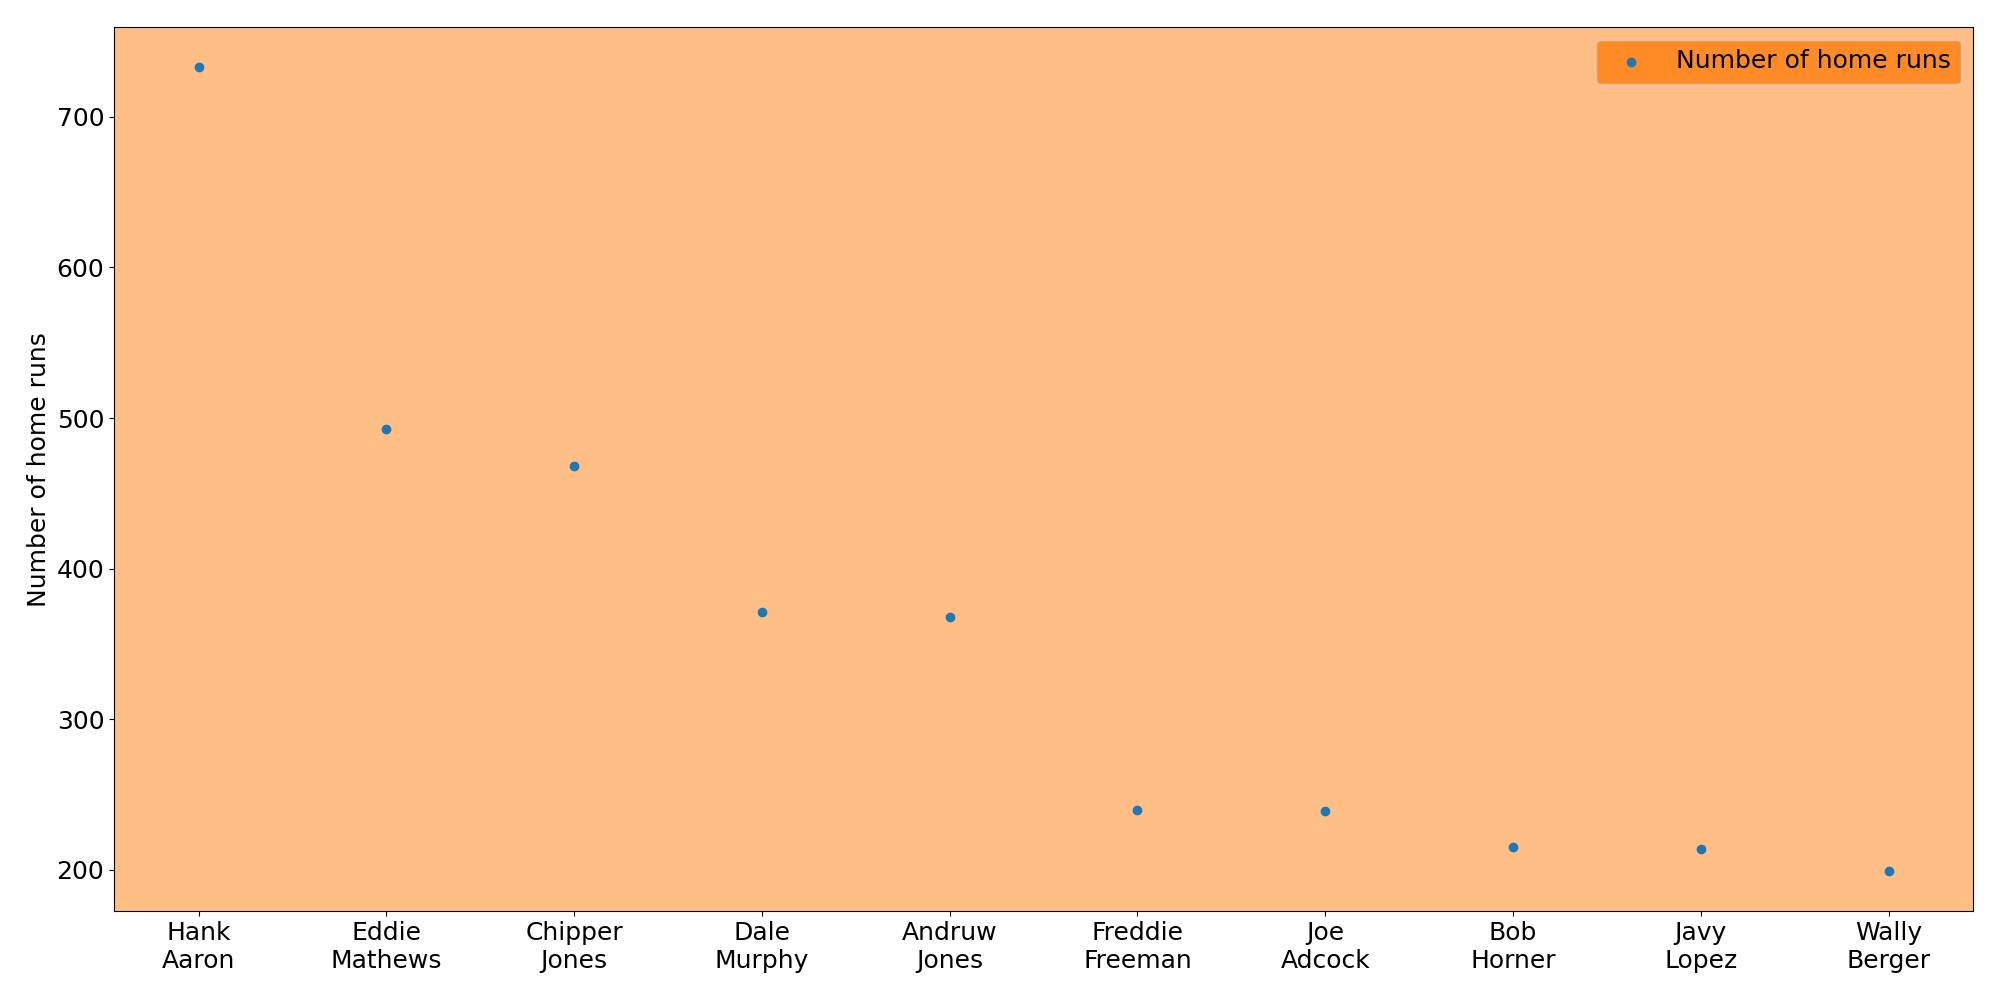 Number of home runs
700
600
500
400
300
200
Number of home runs
Hank
Aaron
Eddie
Mathews
Chipper
Jones
Dale
Murphy
Andruw
Jones
Freddie
Freeman
Joe
Adcock
Bob
Horner
Javy
Lopez
Wally
Berger